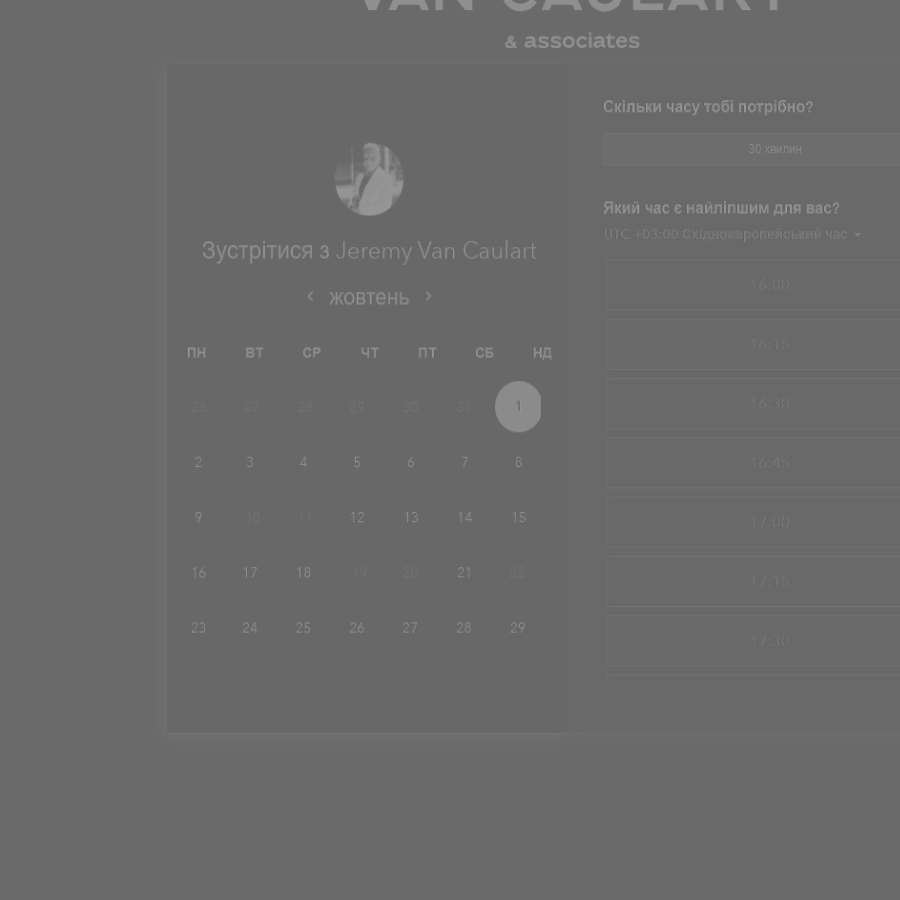 VAN CAULART
& associates
Зустрітися з Jeremy Van Caulart
жовтень
ПН ВТ СР ЧТ ПТ СБ НД
26 27 28 29 30 31 1
2 3 4 5 6 7 8
9 10 11 12 13 14 15
16 17 18 19 20 21 22
23 24 25 26 27 28 29
Скільки часу тобі потрібно?
30 хвилин
Який час є найліпшим для вас?
UTC +03:00 Східноєвропейський час
16:00
16:15
16:30
16:45
17:00
17:15
17:30